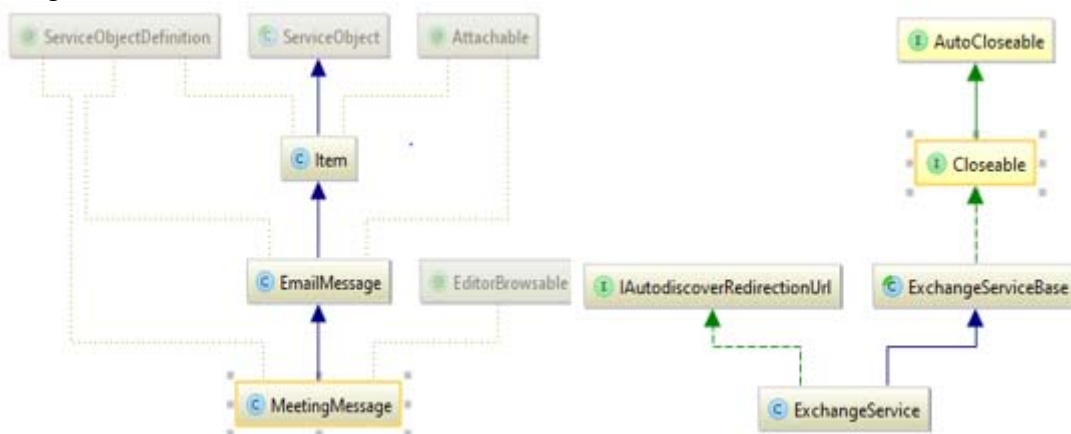 ServiceObjectDefinition
ServiceObject
Attachable
Item
EmailMessage
EditorBrowsable
MeetingMessage
AutoCloseable
Closeable
IAutodiscoverRedirectionUrl
ExchangeServiceBase
ExchangeService